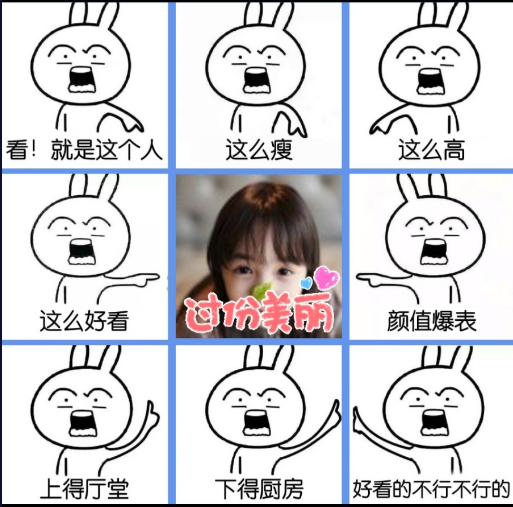 看！就是这个人
这么瘦
这么高
这么好看
过份美丽
颜值爆表
上得厅堂
下得厨房
好看的不行不行的